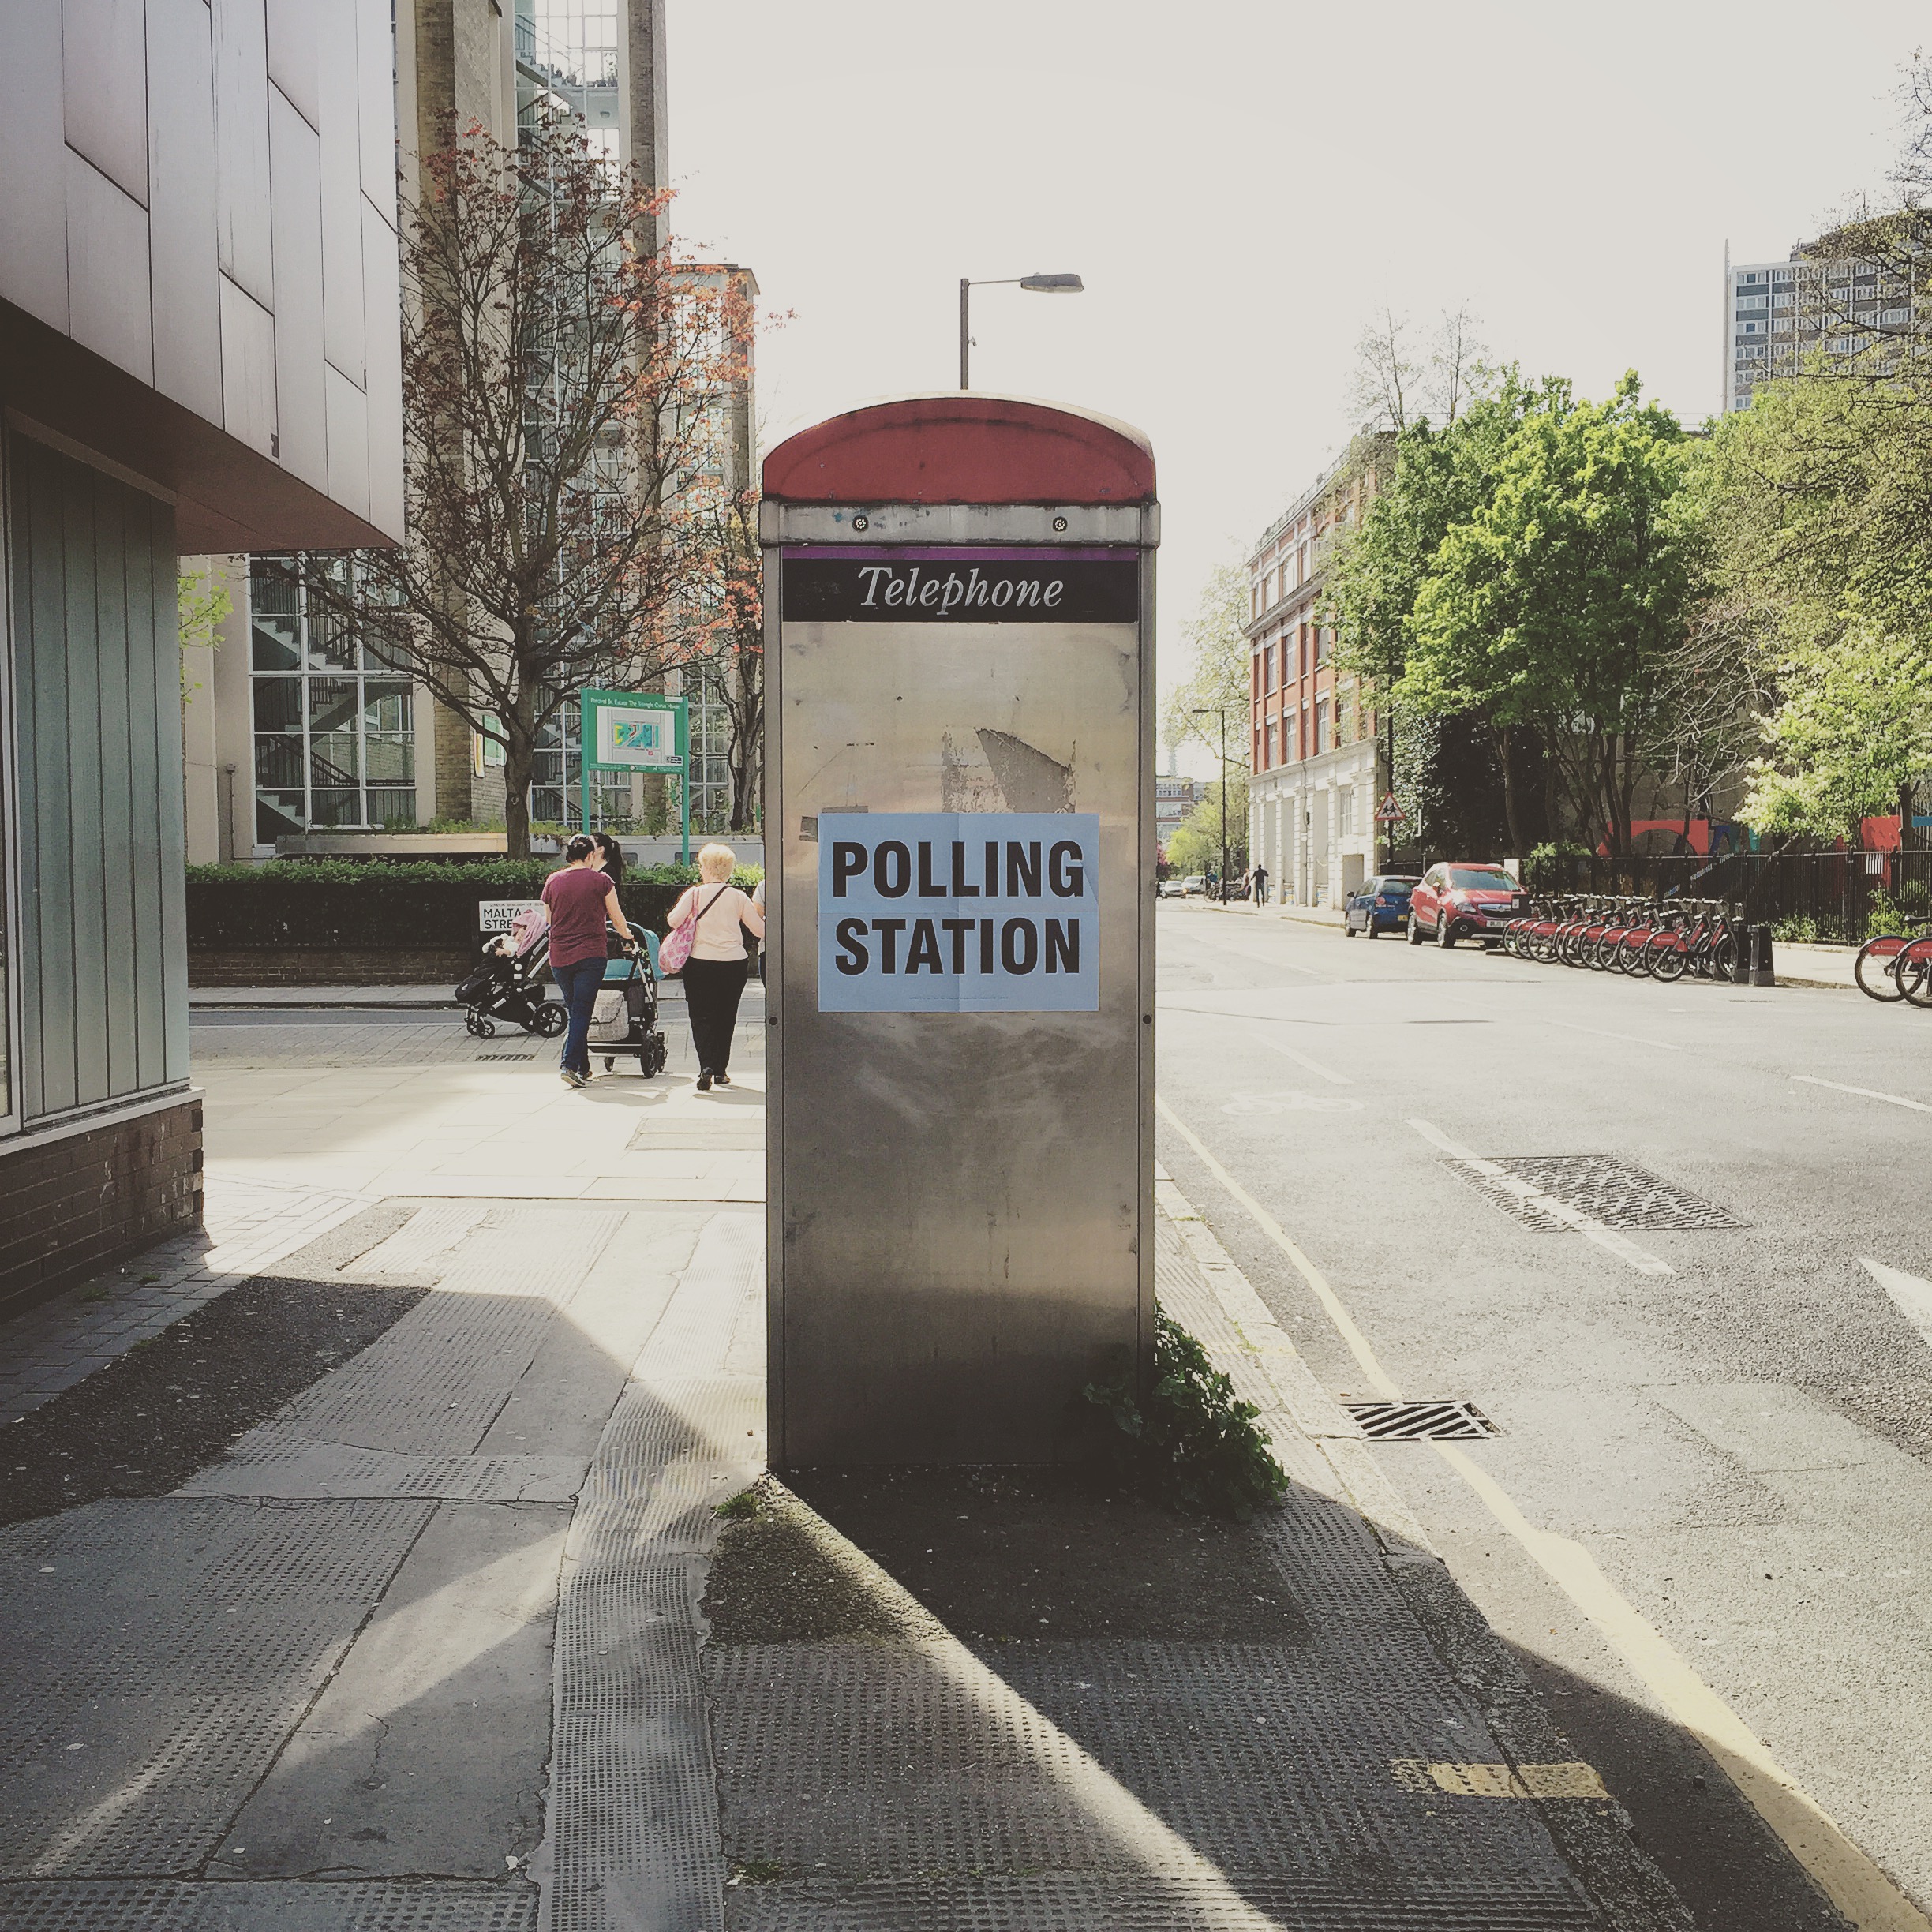 Telephone
POLLING
STATION
MALTA
STRE